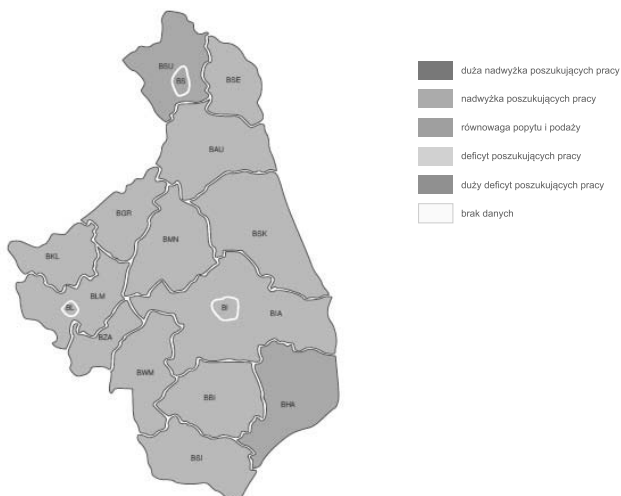 BSU
BS
BSE
BAU
BGR
BMN
BSK
BKL
BLM
BL
BI
BIA
BZA
BWM
BBI
BHA
BSI
duża nadwyżka poszukujących pracy
nadwyżka poszukujących pracy
równowaga popytu i podaży
deficyt poszukujących pracy
duży deficyt poszukujących pracy
brak danych